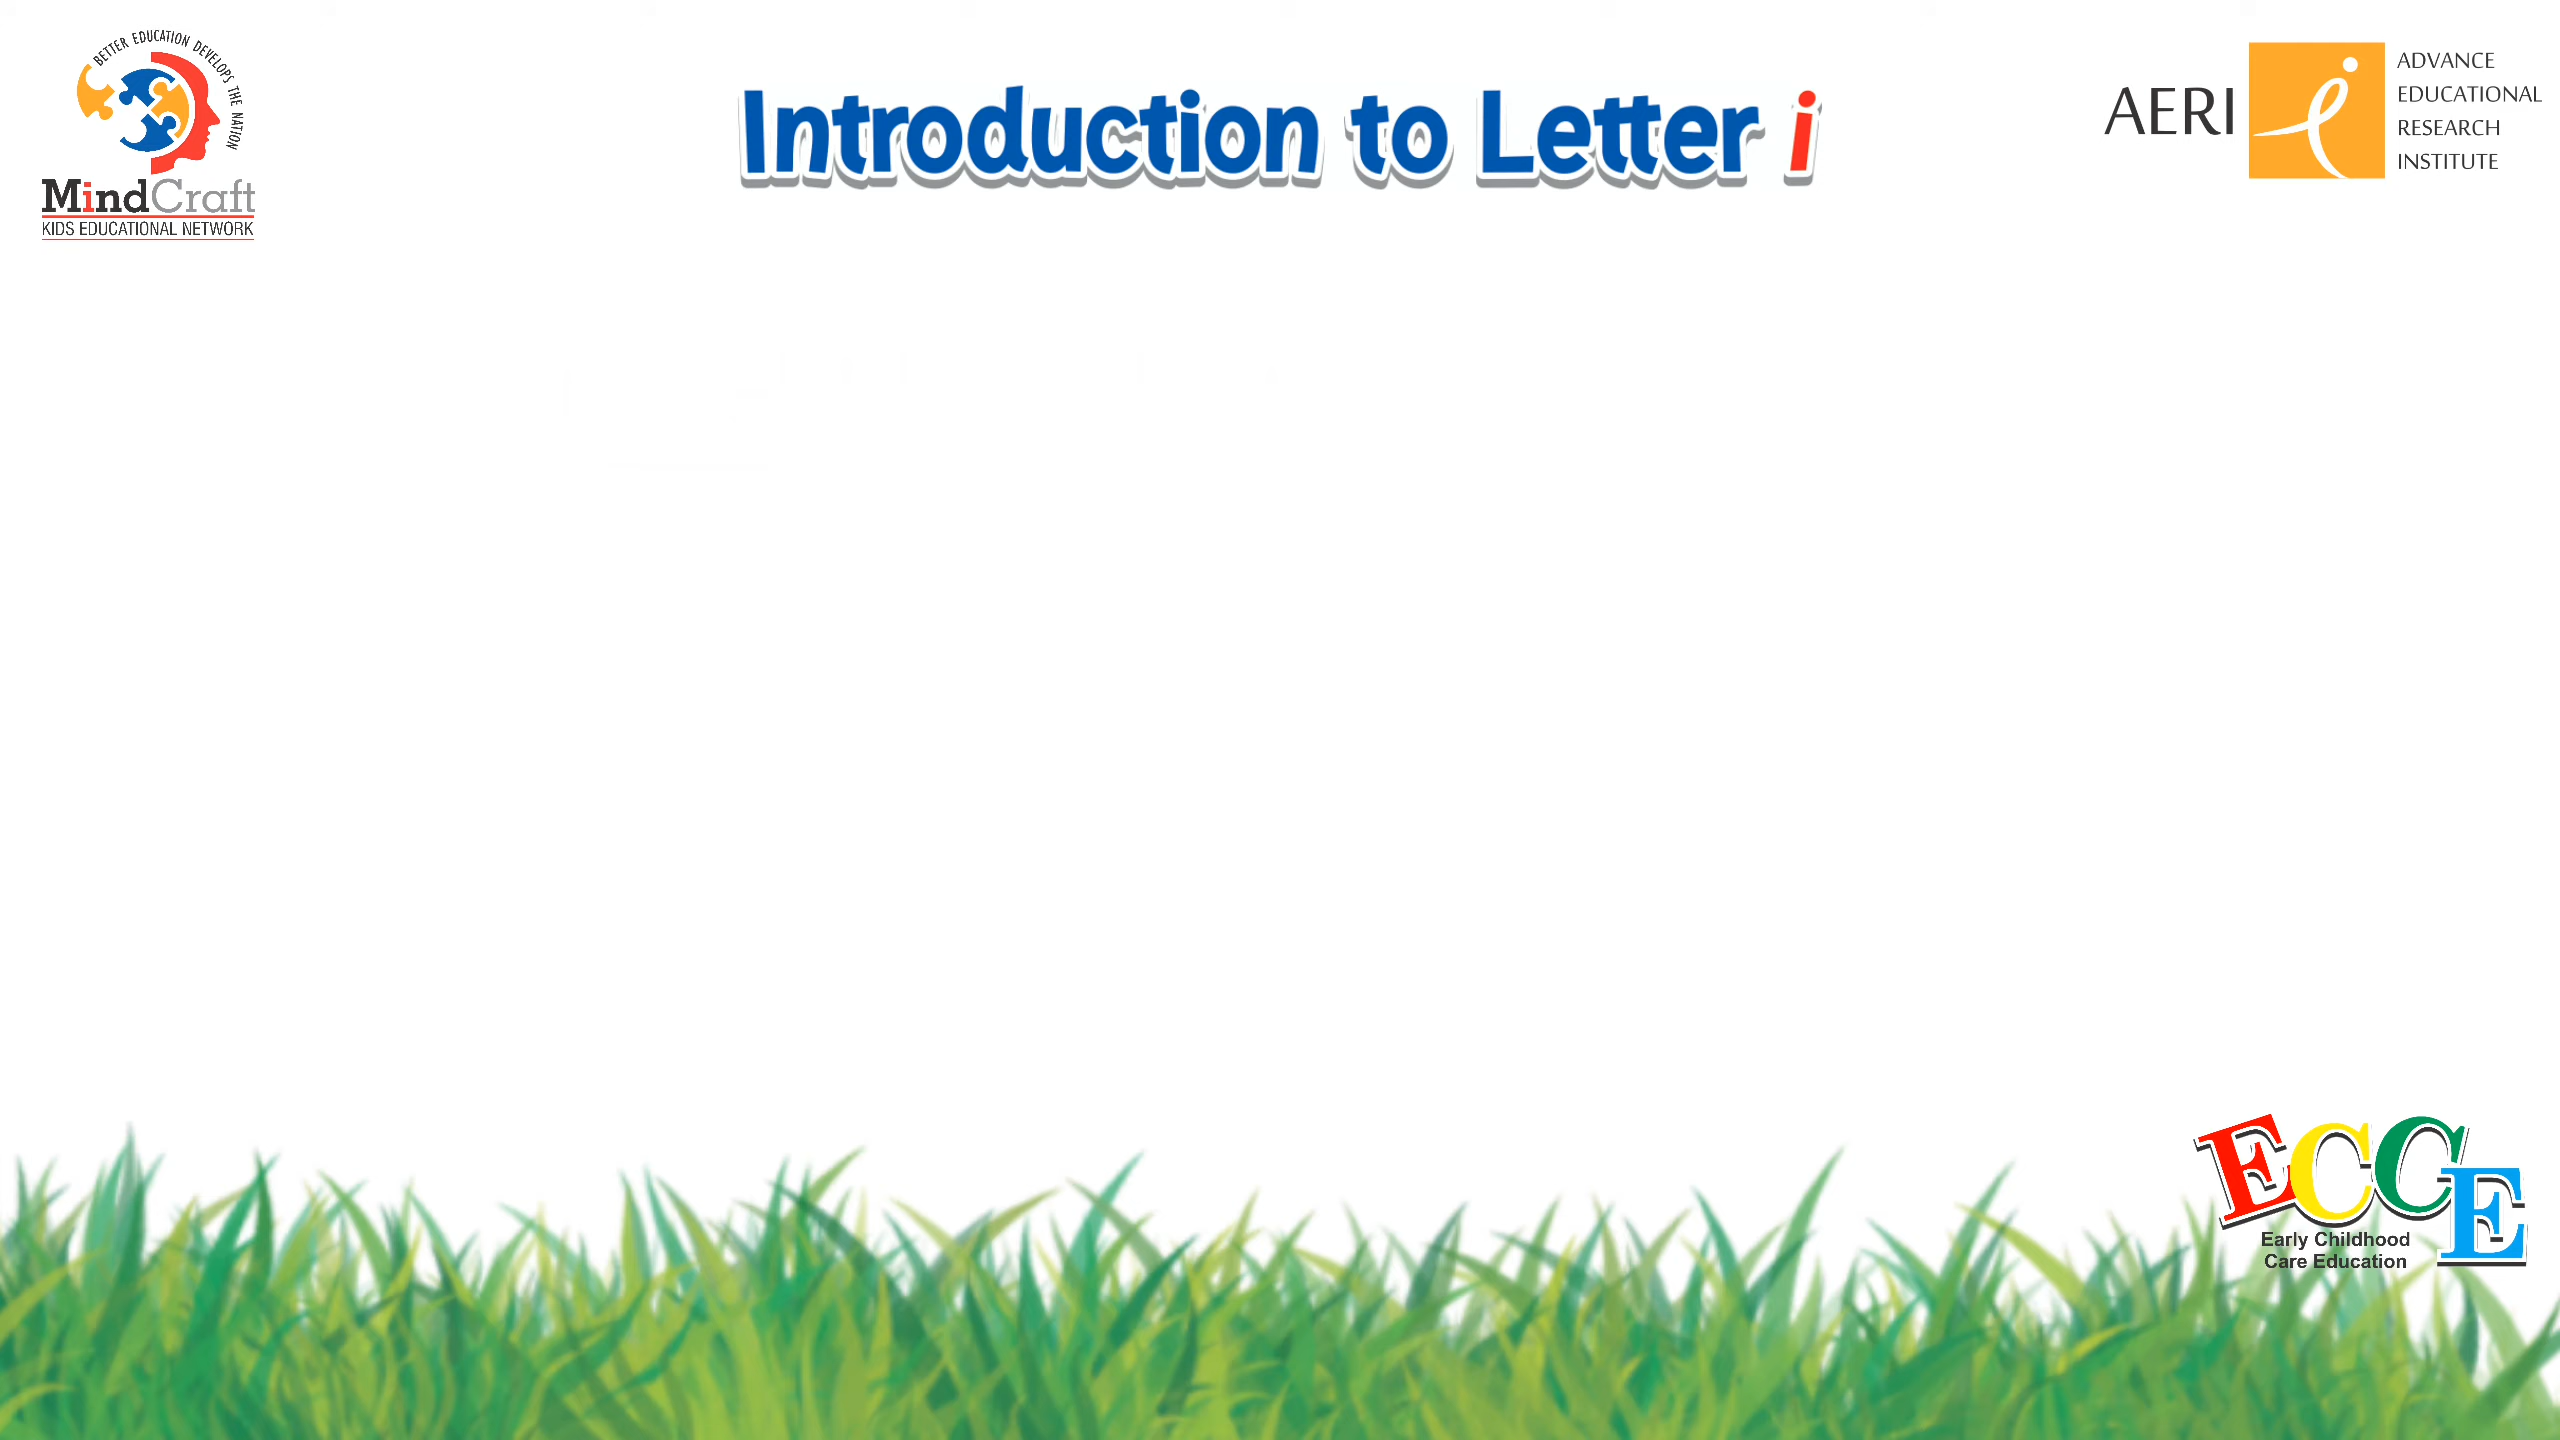 BETTER EDUCATION DEVELOPS THE NATION
MindCraft
KIDS EDUCATIONAL NETWORK
Introduction to Letter i
AERI
ADVANCE
EDUCATIONAL
RESEARCH
INSTITUTE
ECCE
Early Childhood
Care Education